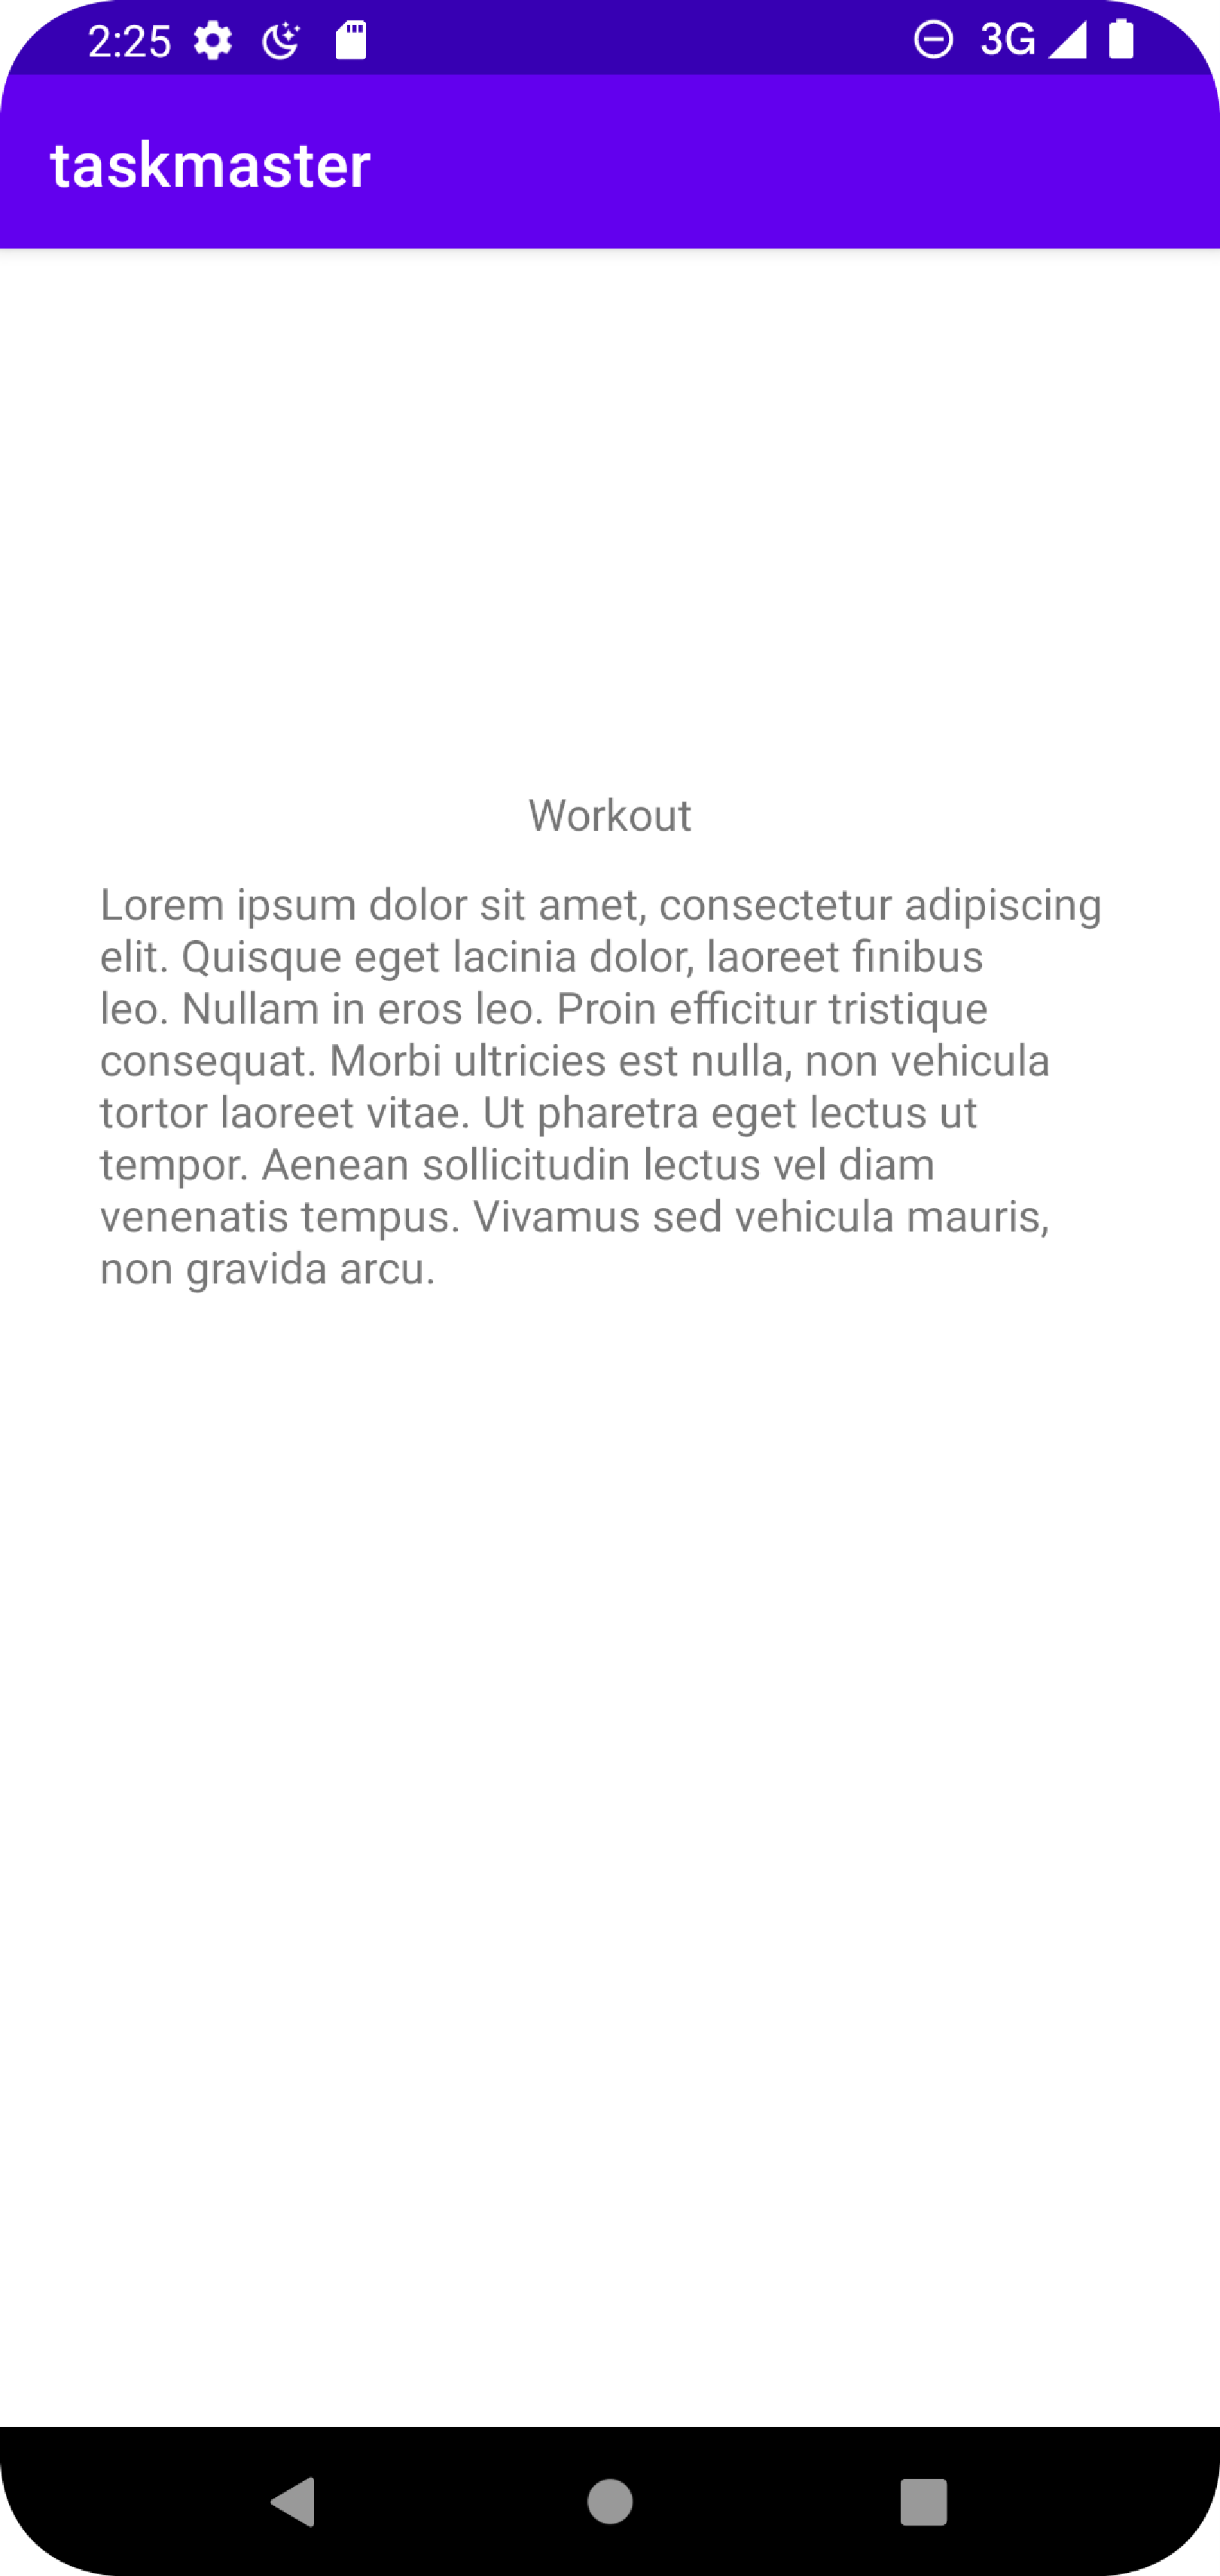 2:25
3G
taskmaster
Workout
Lorem ipsum dolor sit amet, consectetur adipiscing
elit. Quisque eget lacinia dolor, laoreet finibus
leo. Nullam in eros leo. Proin efficitur tristique
consequat. Morbi ultricies est nulla, non vehicula
tortor laoreet vitae. Ut pharetra eget lectus ut
tempor. Aenean sollicitudin lectus vel diam
venenatis tempus. Vivamus sed vehicula mauris,
non gravida arcu.